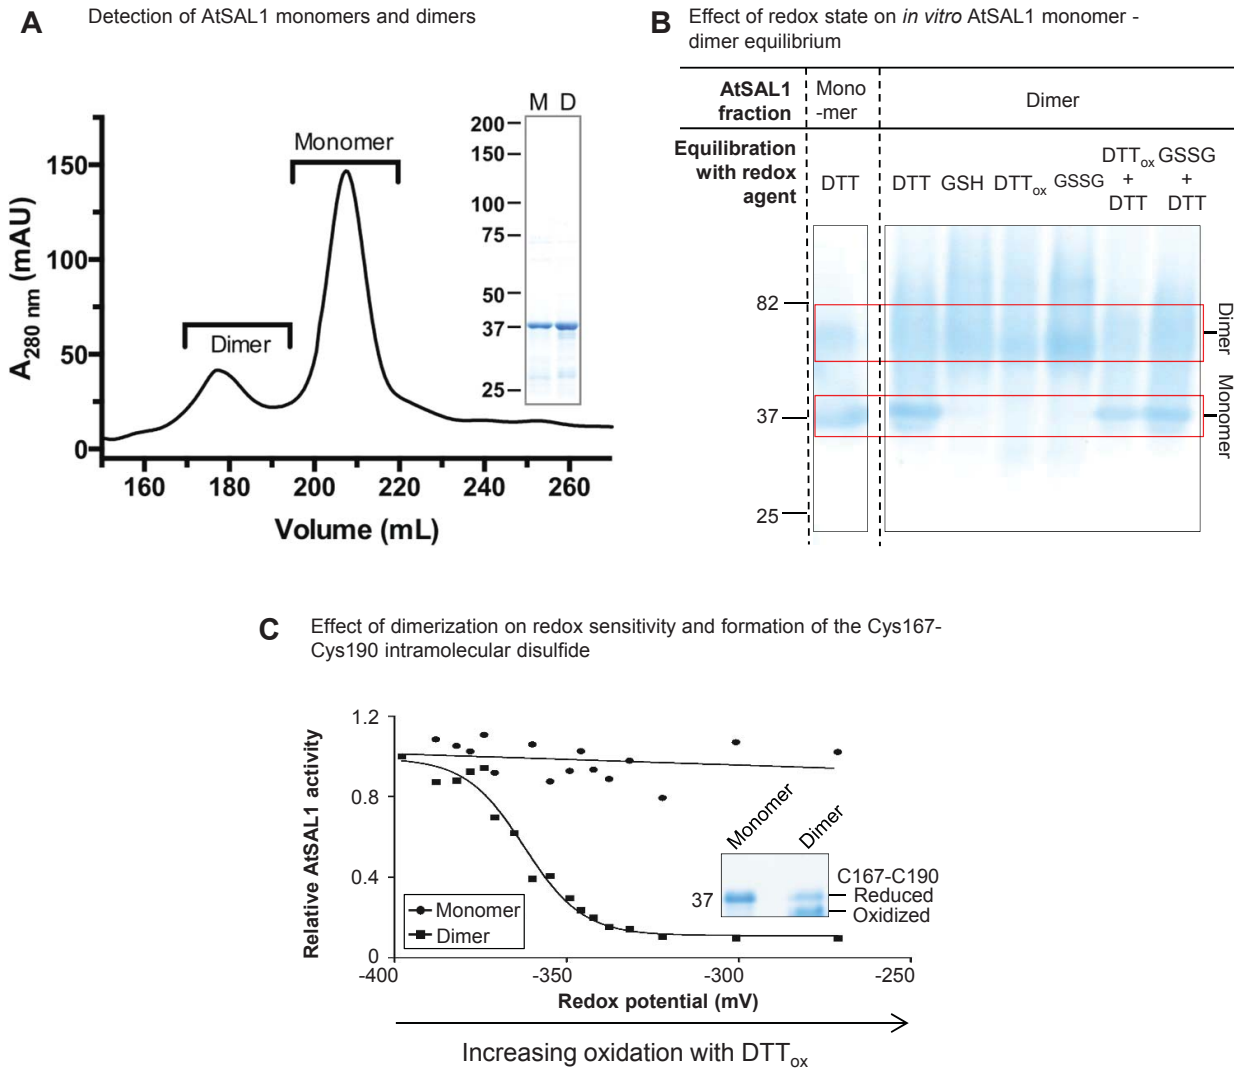 A Detection of AtSAL1 monomers and dimers
A280 nm (mAU)
150
100
50
0
160 180 200 220 240 260
Volume (mL)
Dimer
Monomer
M D
200
150
100
75
50
37
25
B Effect of redox state on in vitro AtSAL1 monomer -
dimer equilibrium
AtSAL1
fraction
Mono
-mer
Dimer
Equilibration
with redox
agent
DTT
DTT GSH DTTox GSSG
DTTox
+
DTT
GSSG
+
DTT
82
37
25
Dimer
Monomer
C Effect of dimerization on redox sensitivity and formation of the Cys167-
Cys190 intramolecular disulfide
Relative AtSAL1 activity
1.2
0.8
0.4
0
-400 -350 -300 -250
Redox potential (mV)
Monomer
Dimer
Monomer Dimer
37
C167-C190
Reduced
Oxidized
Increasing oxidation with DTTox